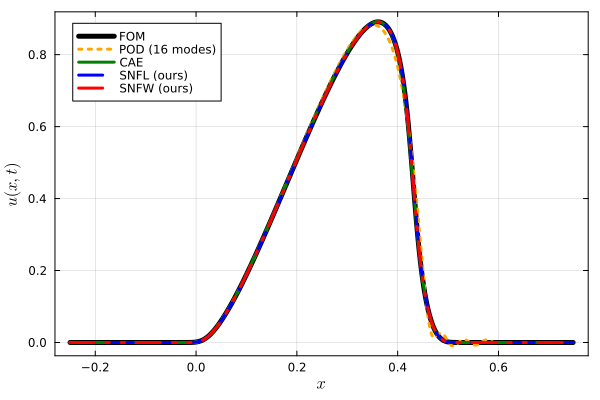 FOM
POD (16 modes)
CAE
SNFL (ours)
SNFW (ours)
u(x, t)
0.8
0.6
0.4
0.2
0.0
−0.2 0.0 0.2 0.4 0.6
x